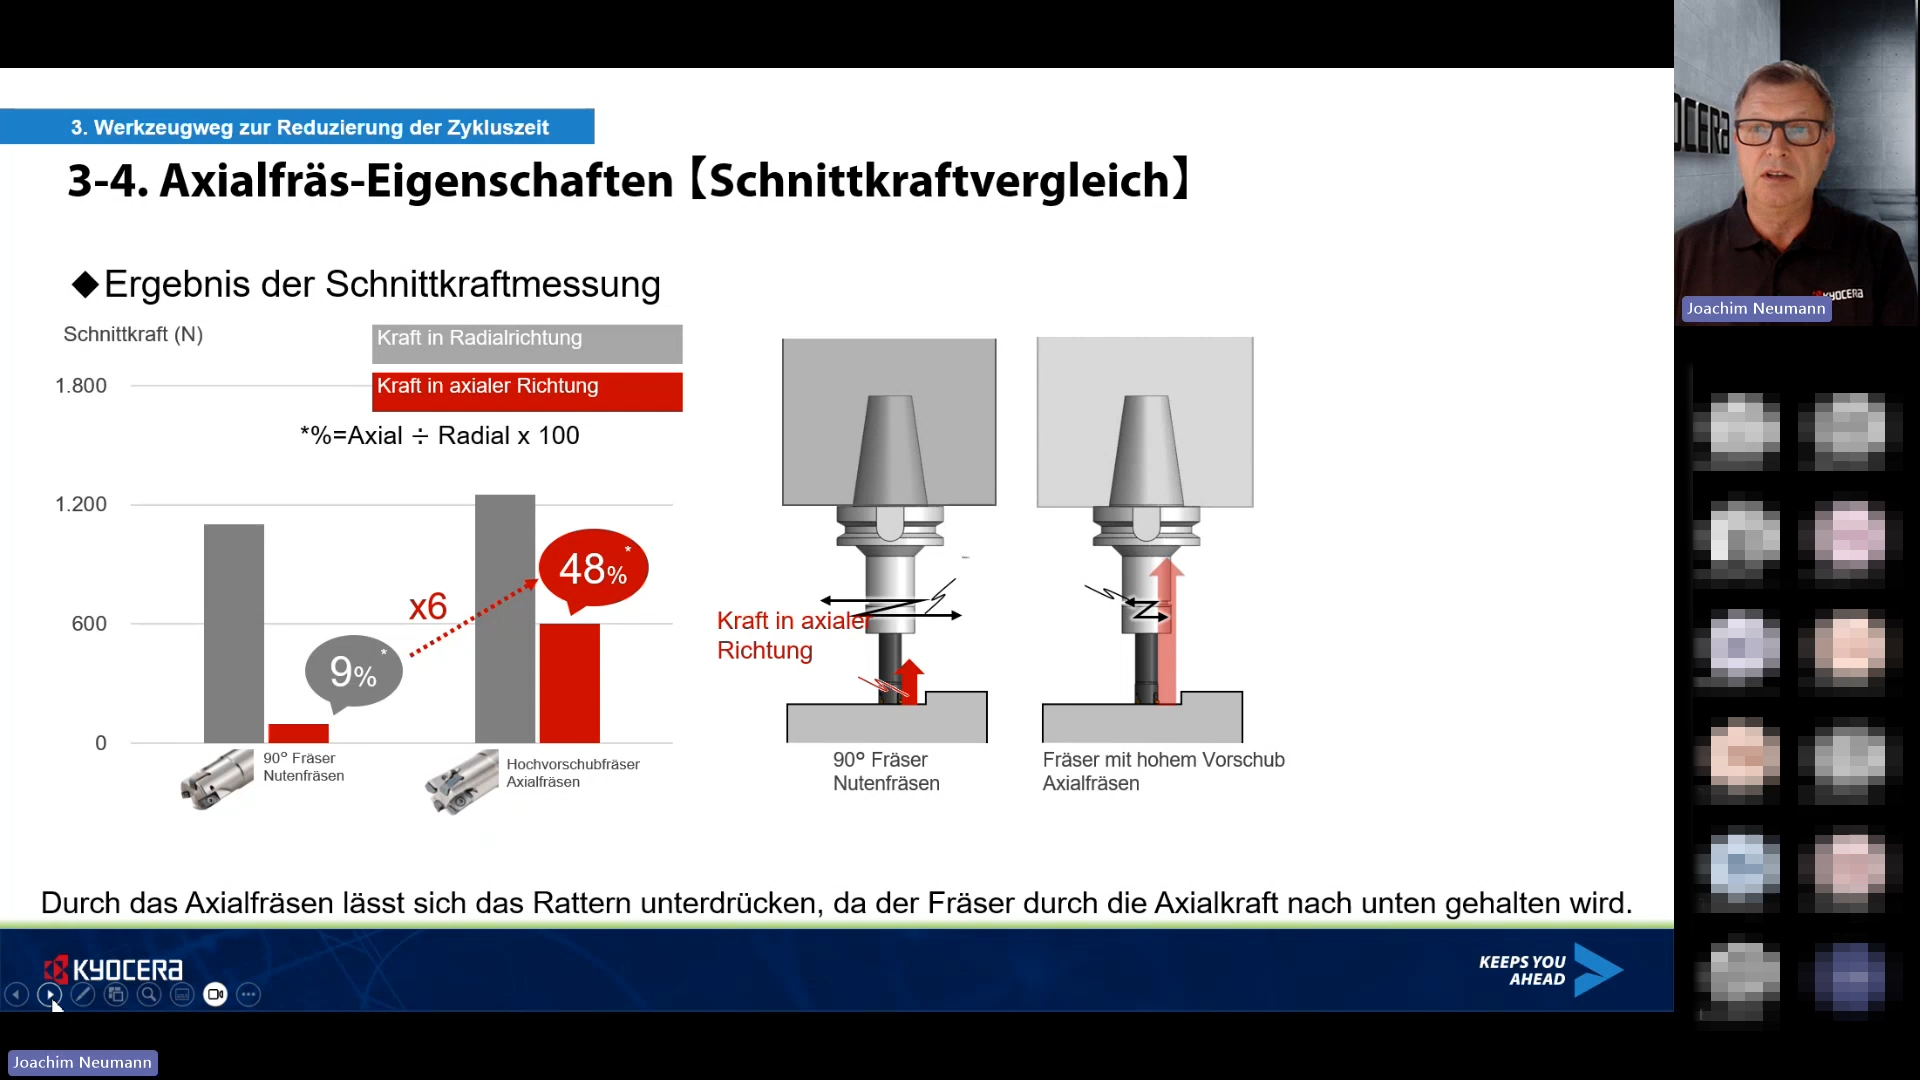 3. Werkzeugweg zur Reduzierung der Zykluszeit
3-4. Axialfräs-Eigenschaften【Schnittkraftvergleich】
◆Ergebnis der Schnittkraftmessung
Schnittkraft (N)
Kraft in Radialrichtung
Kraft in axialer Richtung
*%=Axial ÷ Radial x 100
1.800
1.200
600
0
9%*
x6
48%*
90° Fräser
Nutenfräsen
Hochvorschubfräser
Axialfräsen
Kraft in axialer
Richtung
90° Fräser
Nutenfräsen
Fräser mit hohem Vorschub
Axialfräsen
Durch das Axialfräsen lässt sich das Rattern unterdrücken, da der Fräser durch die Axialkraft nach unten gehalten wird.
KYOCERA
KEEPS YOU
AHEAD
Joachim Neumann
OCERA
KYOCERA
Joachim Neumann